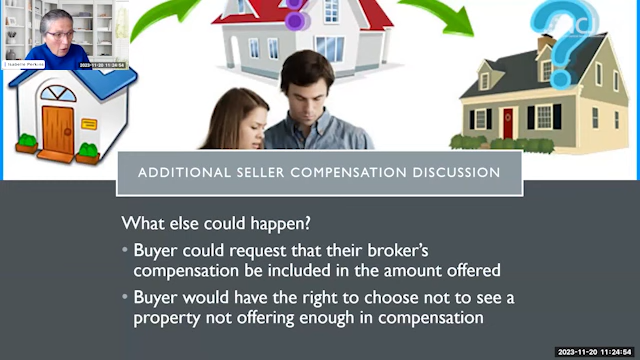 Isabelle Perkins
2023-11-20 11:24:54
ADDITIONAL SELLER COMPENSATION DISCUSSION
What else could happen?
• Buyer could request that their broker's
compensation be included in the amount offered
• Buyer would have the right to choose not to see a
property not offering enough in compensation
2023-11-20 11:24:54